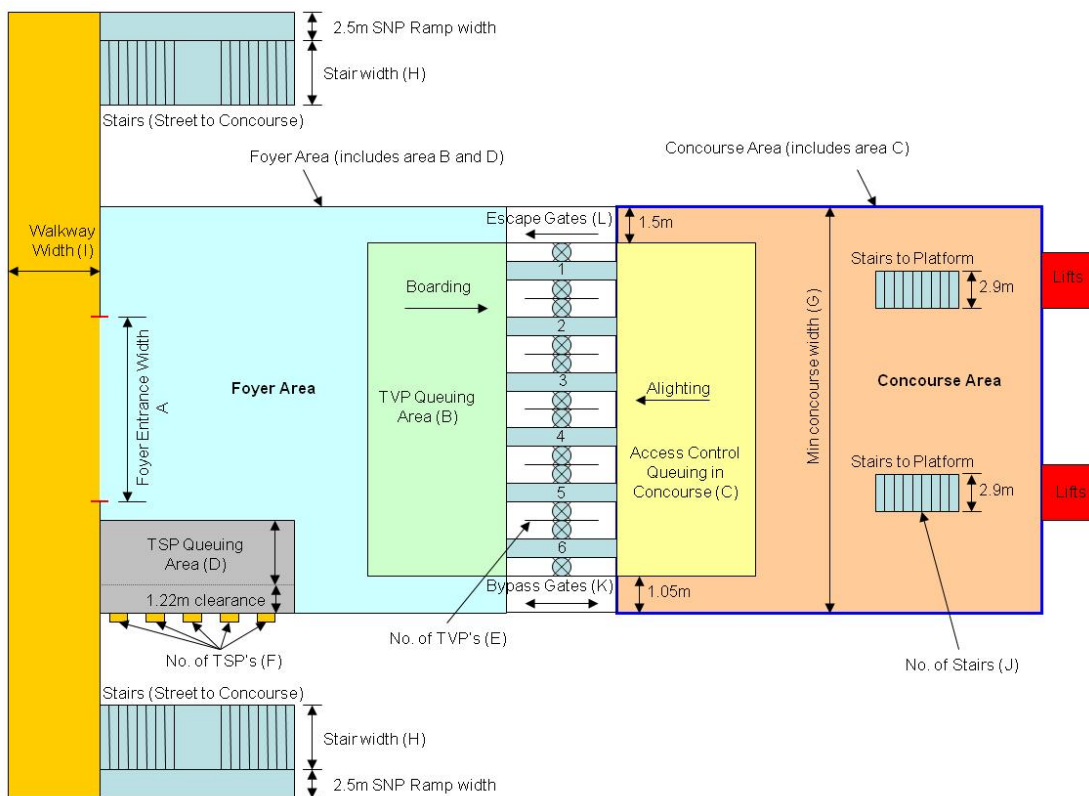 2.5m SNP Ramp width
Stair width (H)
Stairs (Street to Concourse)
Foyer Area (includes area B and D)
Concourse Area (includes area C)
Walkway
Width (I)
Escape Gates (L)
1.5m
1
Boarding
2
Foyer Entrance Width
A
Foyer Area
TVP Queuing
Area (B)
3
Alighting
4
Access Control
Queuing in
Concourse (C)
5
6
Min concourse width (G)
Stairs to Platform
2.9m
Lifts
Concourse Area
Stairs to Platform
2.9m
Lifts
TSP Queuing
Area (D)
1.22m clearance
Bypass Gates (K)
1.05m
No. of TSP's (F)
No. of TVP's (E)
No. of Stairs (J)
Stairs (Street to Concourse)
Stair width (H)
2.5m SNP Ramp width